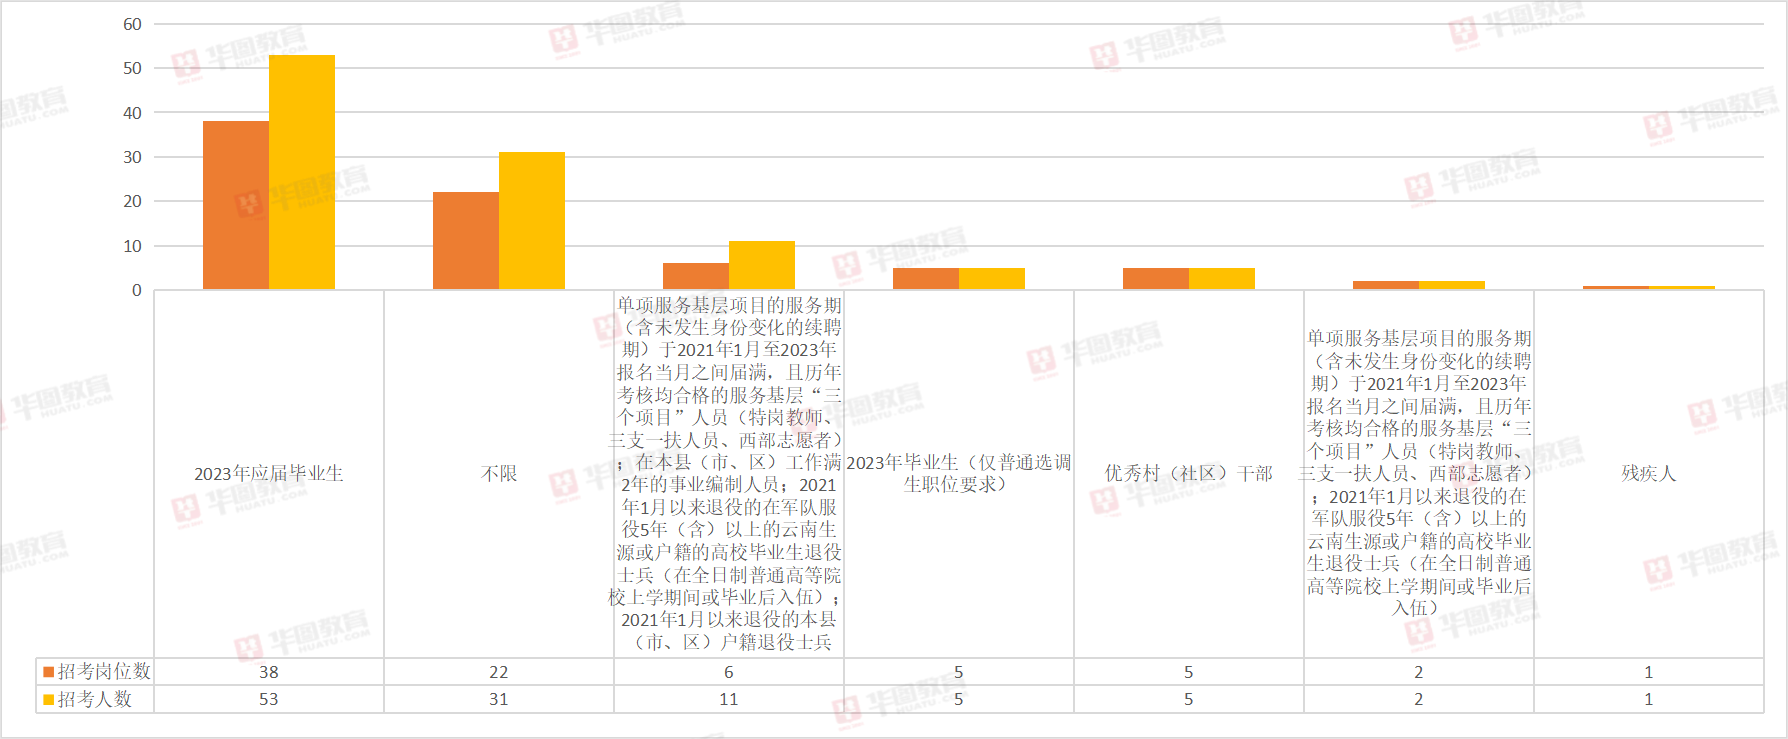 60
50
40
30
20
10
0
2023年应届毕业生
不限
单项服务基层项目的服务期
（含未发生身份变化的续聘
期）于2021年1月至2023年
报名当月之间届满，且历年
考核均合格的服务基层“三
个项目”人员（特岗教师、
三支一扶人员、西部志愿者）
；在本县（市、区）工作满
2年的事业编制人员；2021
年1月以来退役的在军队服
役5年（含）以上的云南生
源或户籍的高校毕业生退役
士兵（在全日制普通高等院
校上学期间或毕业后入伍）；
2021年1月以来退役的本县
（市、区）户籍退役士兵
2023年毕业生（仅普通选调
生职位要求）
优秀村（社区）干部
单项服务基层项目的服务期
（含未发生身份变化的续聘
期）于2021年1月至2023年
报名当月之间届满，且历年
考核均合格的服务基层“三
个项目”人员（特岗教师、
三支一扶人员、西部志愿者）
；2021年1月以来退役的在
军队服役5年（含）以上的
云南生源或户籍的高校毕业
生退役士兵（在全日制普通
高等院校上学期间或毕业后
入伍）
残疾人
招考岗位数 38 22 6 5 5 2 1
招考人数 53 31 11 5 5 2 1
华图教育
HUATU.COM